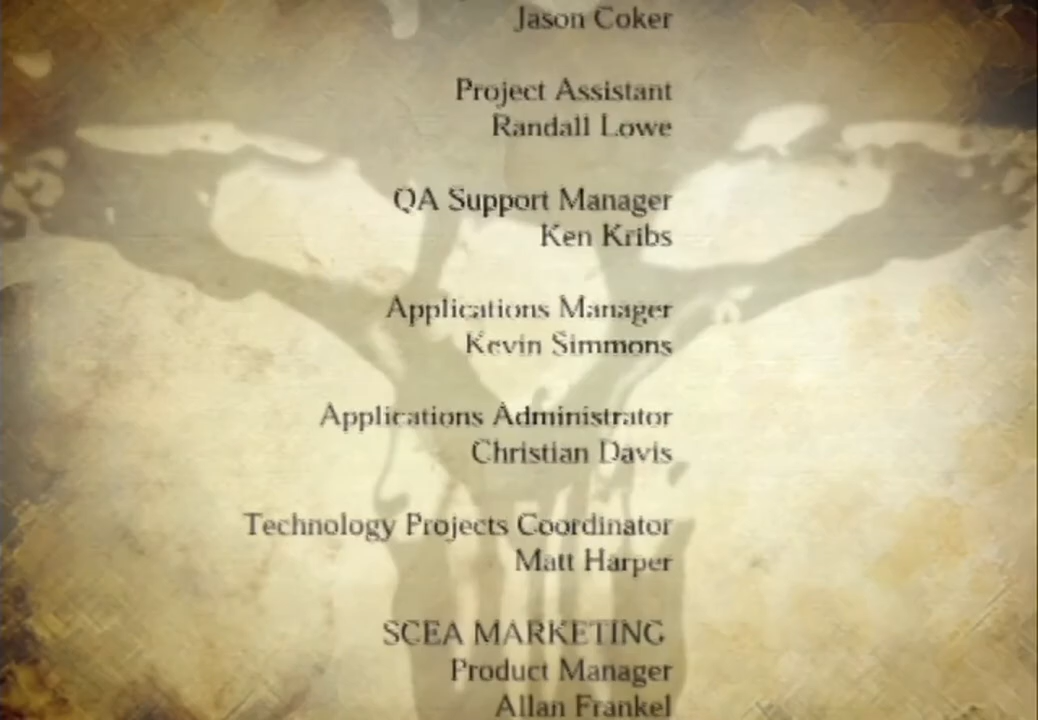 Jason Coker
Project Assistant
Randall Lowe
QA Support Manager
Ken Kribs
Applications Manager
Kevin Simmons
Applications Administrator
Christian Davis
Technology Projects Coordinator
Matt Harper
SCEA MARKETING
Product Manager
Allan Frankel